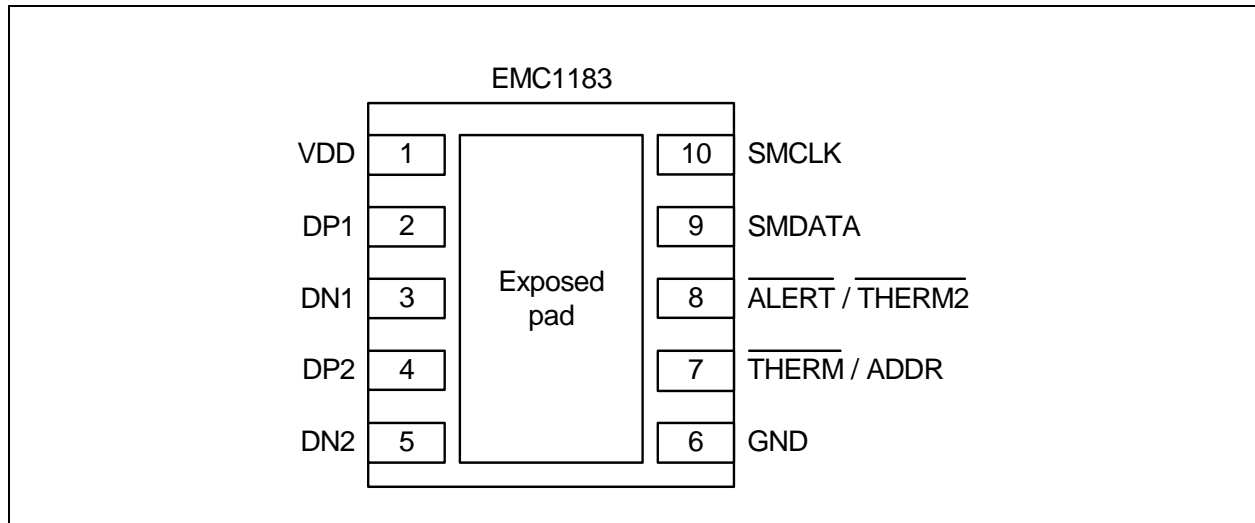 EMC1183
VDD 1 10 SMCLK
DP1 2 9 SMDATA
DN1 3 Exposed pad 8 ALERT / THERM2
DP2 4 7 THERM / ADDR
DN2 5 6 GND